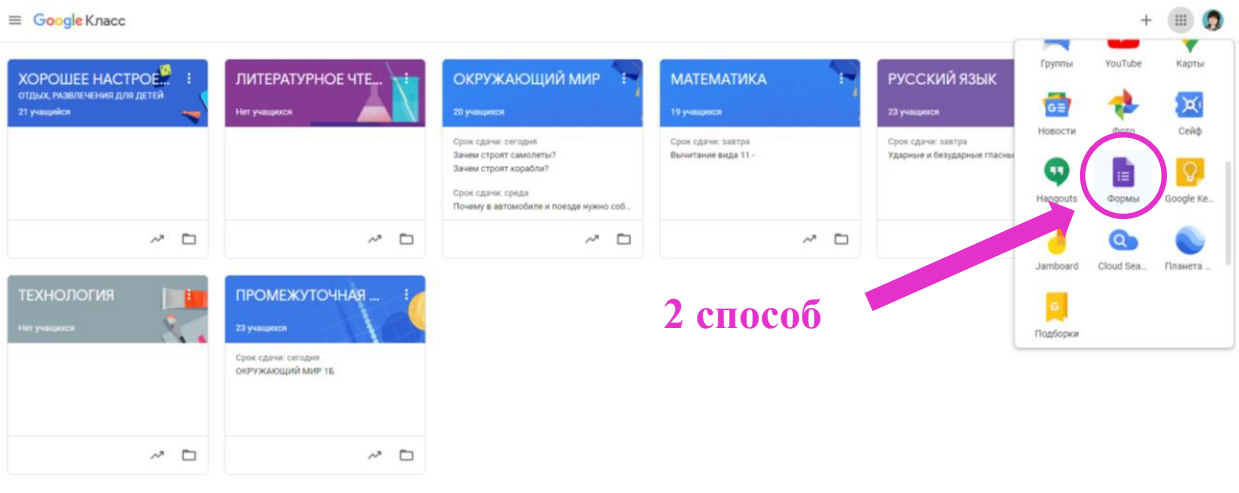 Google Класс
ХОРОШЕЕ НАСТРОЕ...
ОТДЫХ, РАЗВЛЕЧЕНИЯ ДЛЯ ДЕТЕЙ
21 учащийся
ЛИТЕРАТУРНОЕ ЧТЕ...
Нет учащихся
ОКРУЖАЮЩИЙ МИР
20 учащихся
Срок сдачи: сегодня
Зачем строят самолеты?
Зачем строят корабли?
Срок сдачи: среда
Почему в автомобиле и поезде нужно соб...
МАТЕМАТИКА
19 учащихся
Срок сдачи: завтра
Вычитание вида 11 -
РУССКИЙ ЯЗЫК
23 учащихся
Срок сдачи: завтра
Ударные и безударные гласны
Группы YouTube Карты
Новости Фото Сейф
Hangouts Формы Google Ke...
Jamboard Cloud Sea... Планета ...
Подборки
ТЕХНОЛОГИЯ
Нет учащихся
ПРОМЕЖУТОЧНАЯ ...
23 учащихся
Срок сдачи: сегодня
ОКРУЖАЮЩИЙ МИР 1Б
2 способ